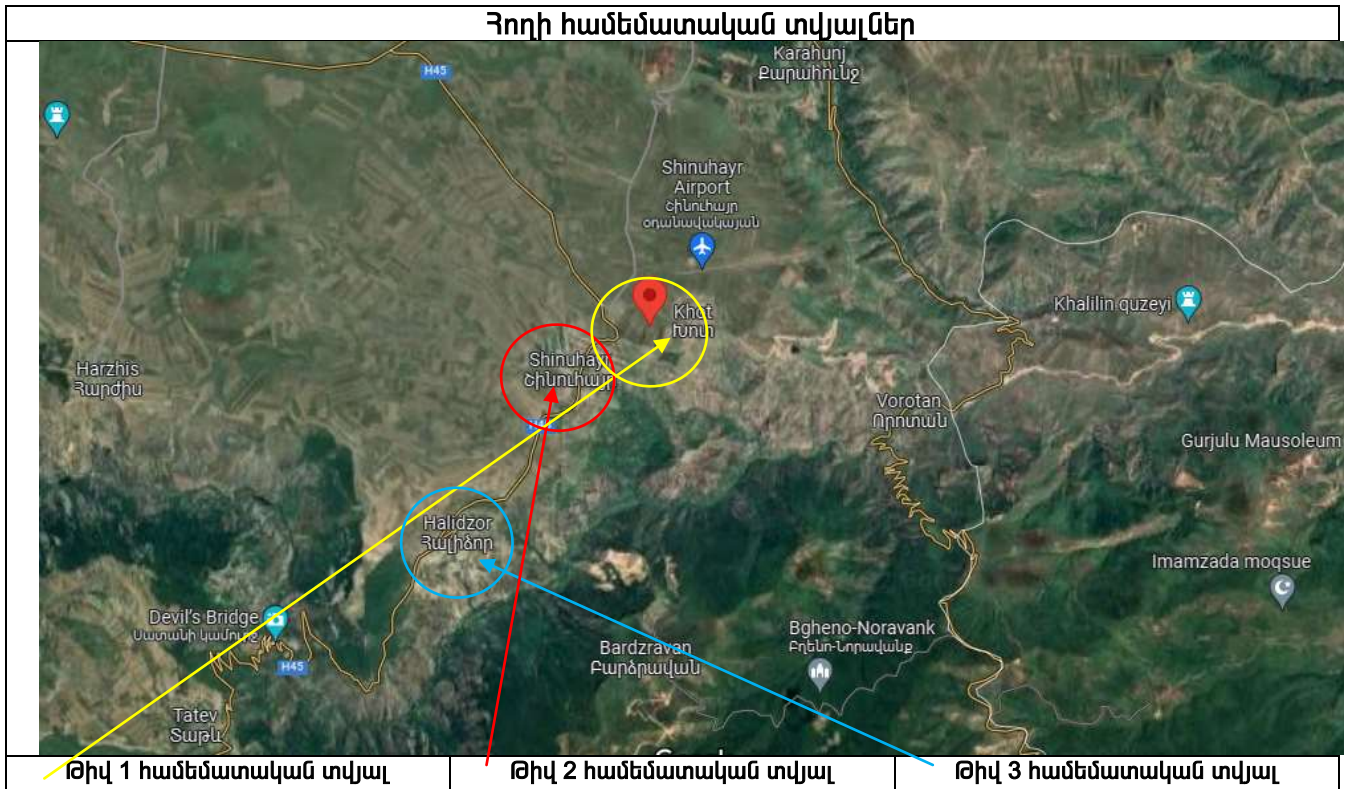 Հողի համեմատական տվյալներ
Karahunj
Քարահունջ
H45
Shinuhayr
Airport
Շինուհայր
օդանավակայան
Khot
Խոտ
Khalilin quzeyi
Shinuhayr
Շինուհայր
Harzhis
Հարժիս
Vorotan
Որոտան
H45
Gurjulu Mausoleum
Halidzor
Հալիձոր
Imamzada moqsue
Devil's Bridge
Սատանի կամուրջ
Bgheno-Noravank
Բղենո-Նորավանք
Bardzravan
Բարձրավան
H45
Tatev
Տաթև
Թիվ 1 համեմատական տվյալ
Թիվ 2 համեմատական տվյալ
Թիվ 3 համեմատական տվյալ